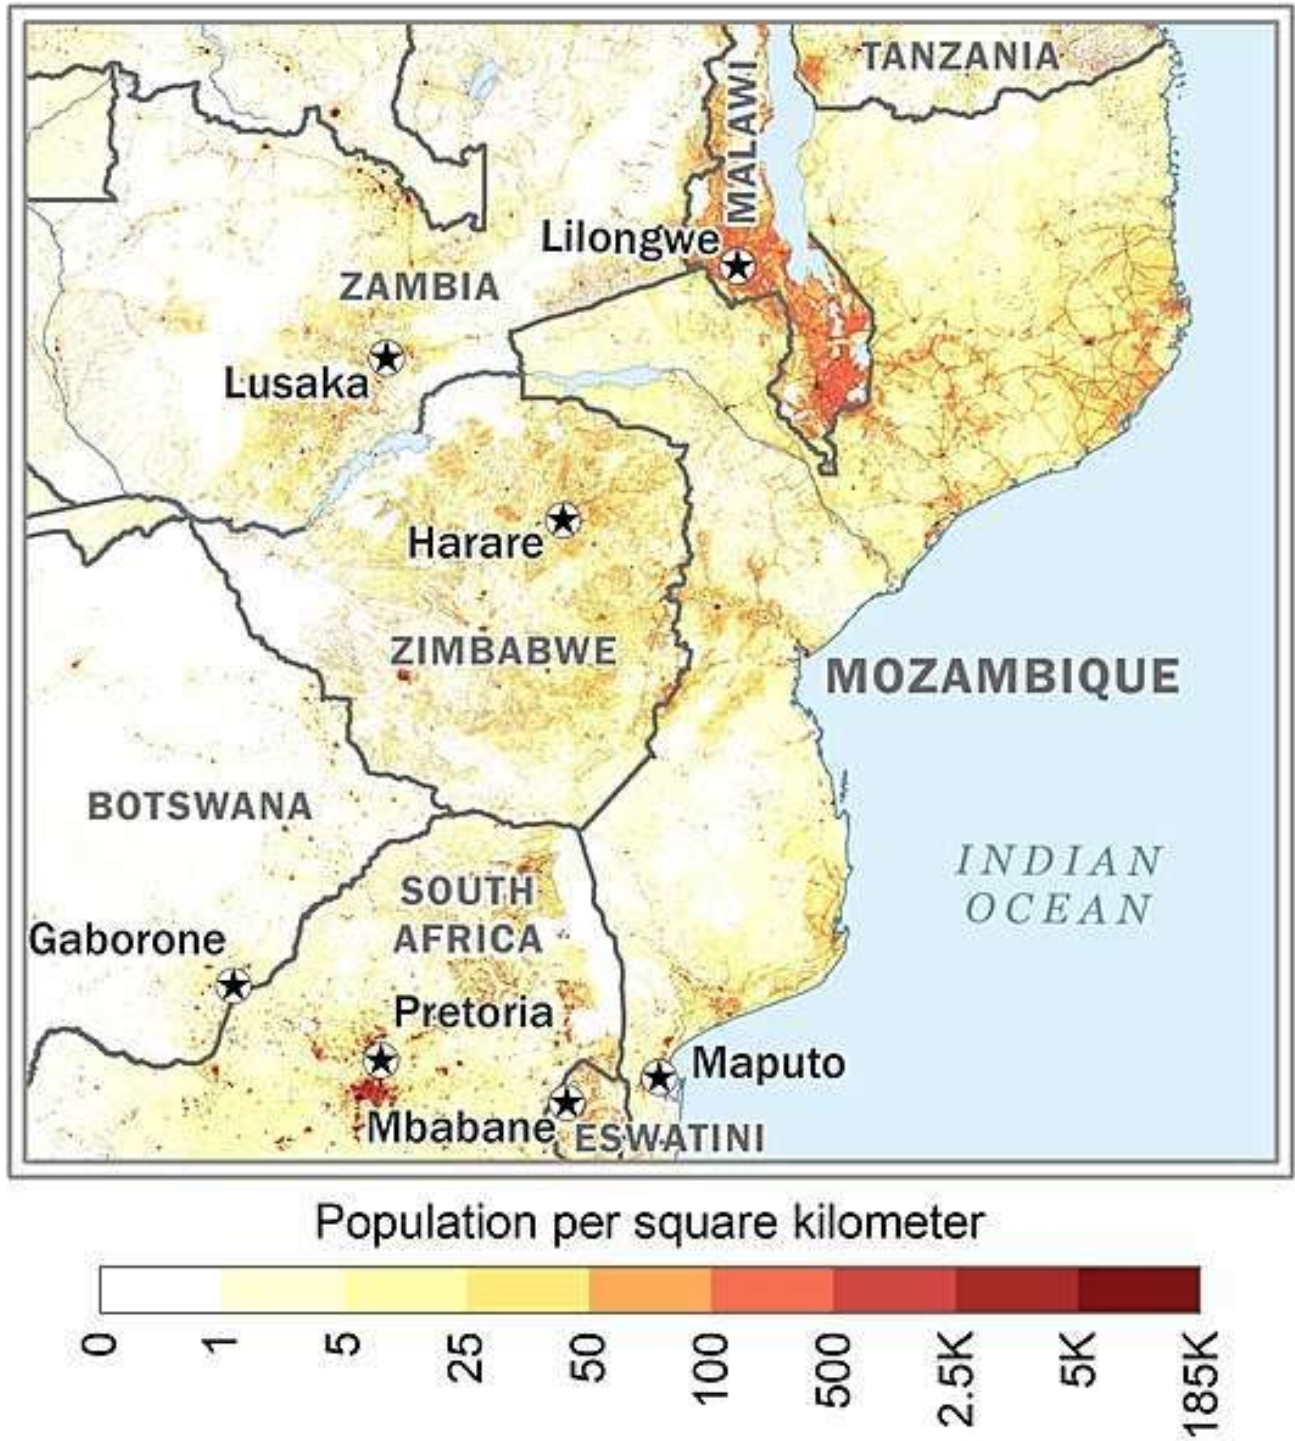 TANZANIA
MALAWI
Lilongwe
ZAMBIA
Lusaka
Harare
ZIMBABWE
MOZAMBIQUE
BOTSWANA
INDIAN
OCEAN
SOUTH
AFRICA
Gaborone
Pretoria
Maputo
Mbabane
ESWATINI
Population per square kilometer
0 1 5 25 50 100 500 2.5K 5K 185K